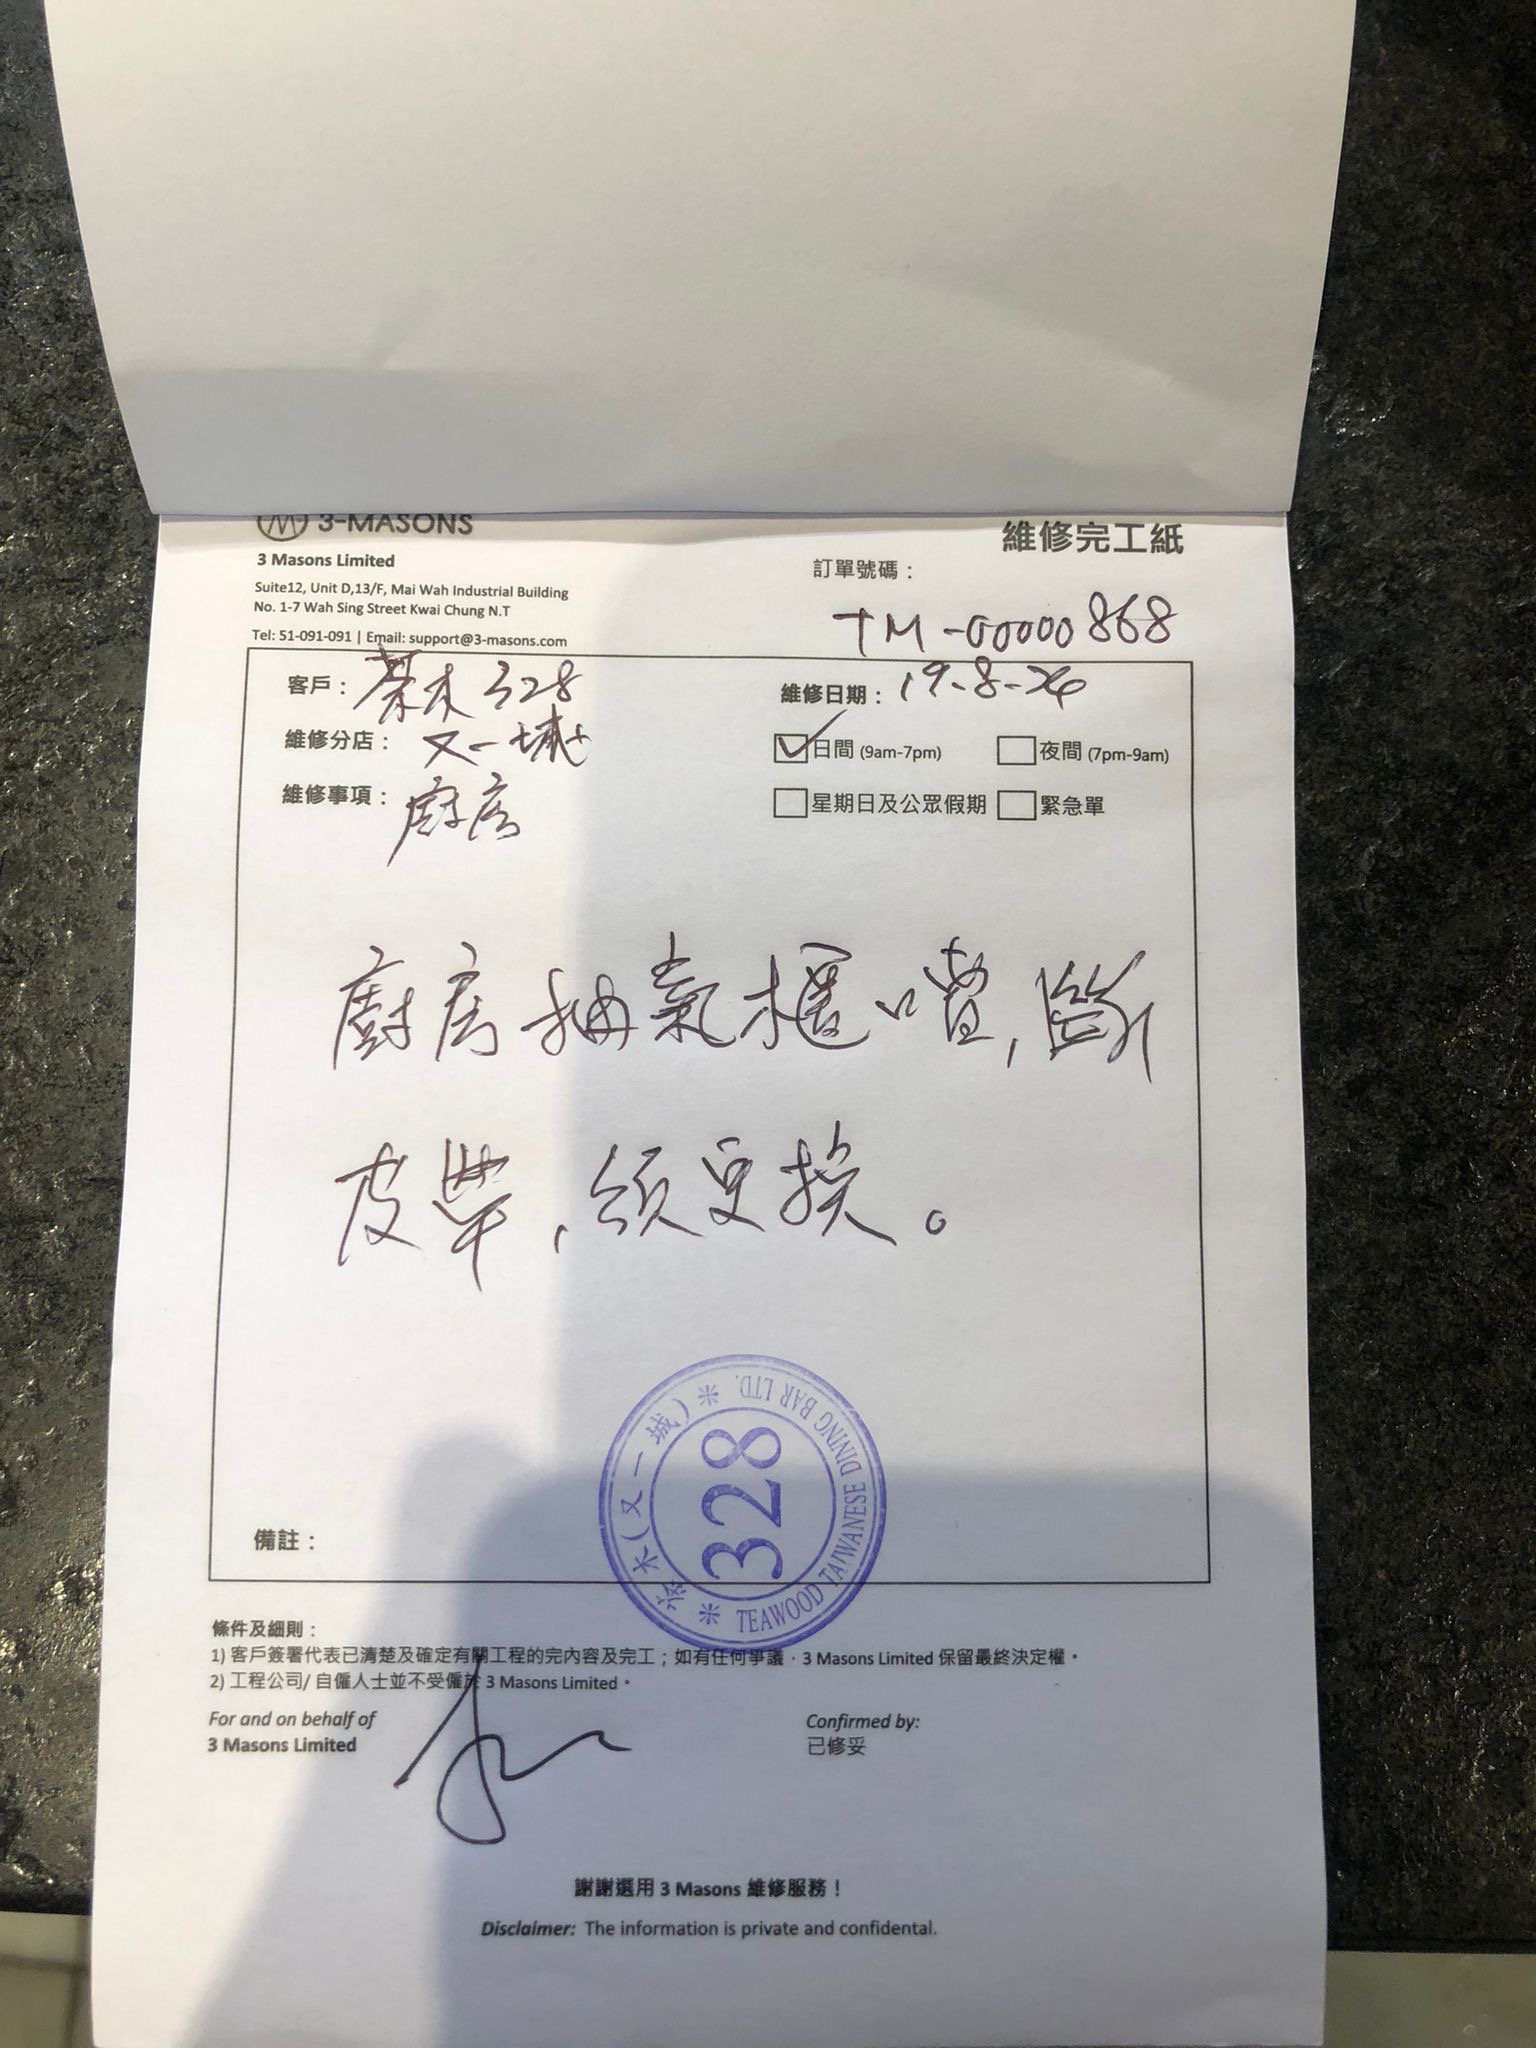 3-MASONS
維修完工紙
3 Masons Limited
訂單號碼：
Suite12, Unit D,13/F, Mai Wah Industrial Building
No. 1-7 Wah Sing Street Kwai Chung N.T
TM-00000868
Tel: 51-091-091 | Email: support@3-masons.com
客戶： 茶木 328
維修日期： 19-8-24
維修分店： 又一城
日間 (9am-7pm) 夜間 (7pm-9am)
維修事項： 廚房
星期日及公眾假期 緊急單
廚房抽氣櫃嘈, 斷
皮帶, 須更換。
茶木(又一城) TEAWOOD TAIWANESE DINING BAR LTD.
328
備註：
條件及細則：
1) 客戶簽署代表已清楚及確定有關工程的完內容及完工；如有任何爭議，3 Masons Limited 保留最終決定權。
2) 工程公司/ 自僱人士並不受僱於 3 Masons Limited。
For and on behalf of
3 Masons Limited
Confirmed by:
已修妥
謝謝選用 3 Masons 維修服務！
Disclaimer: The information is private and confidential.